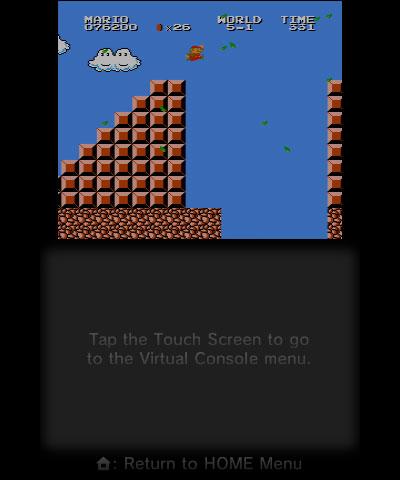 MARIO WORLD TIME
076200 ×26 5-1 331
Tap the Touch Screen to go
to the Virtual Console menu.
: Return to HOME Menu